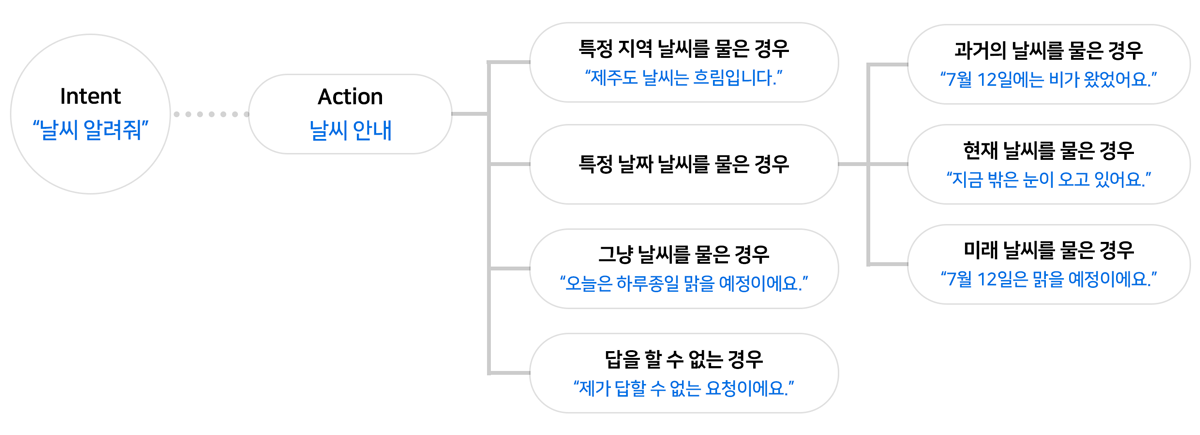 Intent
“날씨 알려줘”
Action
날씨 안내
특정 지역 날씨를 물은 경우
“제주도 날씨는 흐림입니다.”
특정 날짜 날씨를 물은 경우
과거의 날씨를 물은 경우
“7월 12일에는 비가 왔었어요.”
현재 날씨를 물은 경우
“지금 밖은 눈이 오고 있어요.”
미래 날씨를 물은 경우
“7월 12일은 맑을 예정이에요.”
그냥 날씨를 물은 경우
“오늘은 하루종일 맑을 예정이에요.”
답을 할 수 없는 경우
“제가 답할 수 없는 요청이에요.”